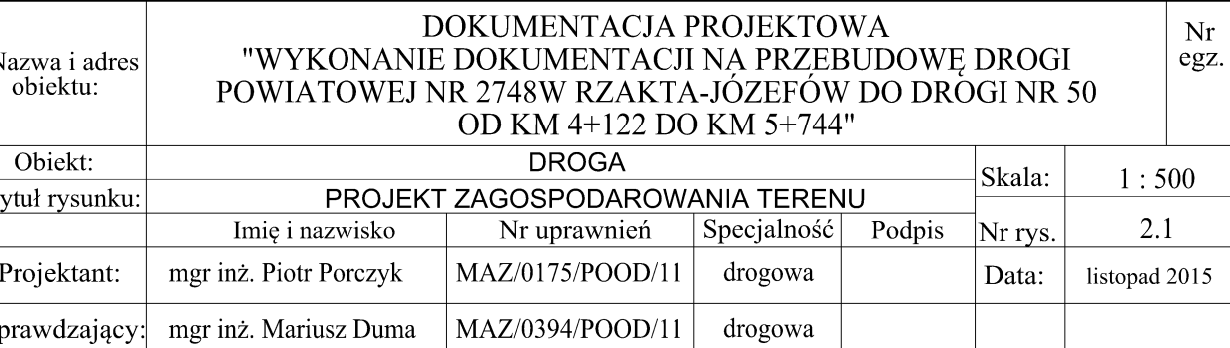 DOKUMENTACJA PROJEKTOWA
Nazwa i adres obiektu:
"WYKONANIE DOKUMENTACJI NA PRZEBUDOWĘ DROGI
POWIATOWEJ NR 2748W RZAKTA-JÓZEFÓW DO DROGI NR 50
OD KM 4+122 DO KM 5+744"
Nr
egz.
Obiekt: DROGA
Skala: 1 : 500
ytuł rysunku: PROJEKT ZAGOSPODAROWANIA TERENU
Imię i nazwisko Nr uprawnień Specjalność Podpis Nr rys. 2.1
Projektant: mgr inż. Piotr Porczyk MAZ/0175/POOD/11 drogowa Data: listopad 2015
prawdzający: mgr inż. Mariusz Duma MAZ/0394/POOD/11 drogowa